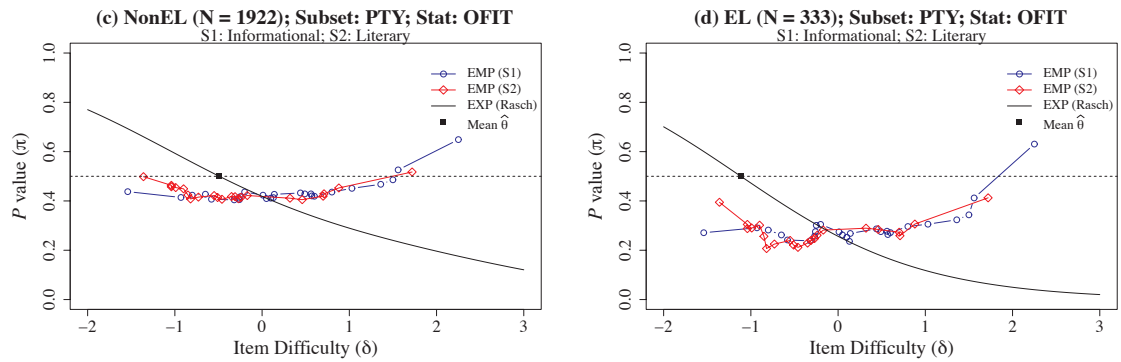 (c) NonEL (N = 1922); Subset: PTY; Stat: OFIT
S1: Informational; S2: Literary
P value (π)
1.0
0.8
0.6
0.4
0.2
0.0
EMP (S1)
EMP (S2)
EXP (Rasch)
Mean θ̂
−2 −1 0 1 2 3
Item Difficulty (δ)
(d) EL (N = 333); Subset: PTY; Stat: OFIT
S1: Informational; S2: Literary
P value (π)
1.0
0.8
0.6
0.4
0.2
0.0
EMP (S1)
EMP (S2)
EXP (Rasch)
Mean θ̂
−2 −1 0 1 2 3
Item Difficulty (δ)